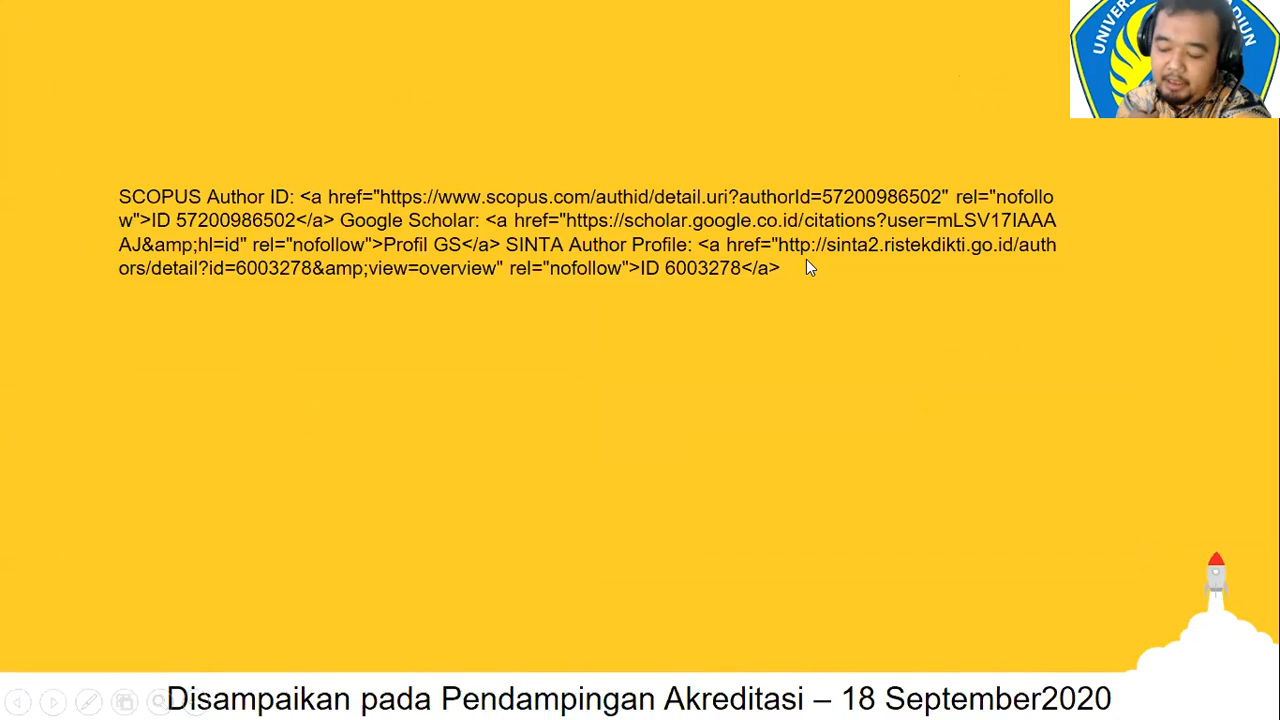 UNIVERS
DIUN
SCOPUS Author ID: <a href="https://www.scopus.com/authid/detail.uri?authorId=57200986502" rel="nofollo
w">ID 57200986502</a> Google Scholar: <a href="https://scholar.google.co.id/citations?user=mLSV17IAAA
AJ&amp;hl=id" rel="nofollow">Profil GS</a> SINTA Author Profile: <a href="http://sinta2.ristekdikti.go.id/auth
ors/detail?id=6003278&amp;view=overview" rel="nofollow">ID 6003278</a>
Disampaikan pada Pendampingan Akreditasi – 18 September2020